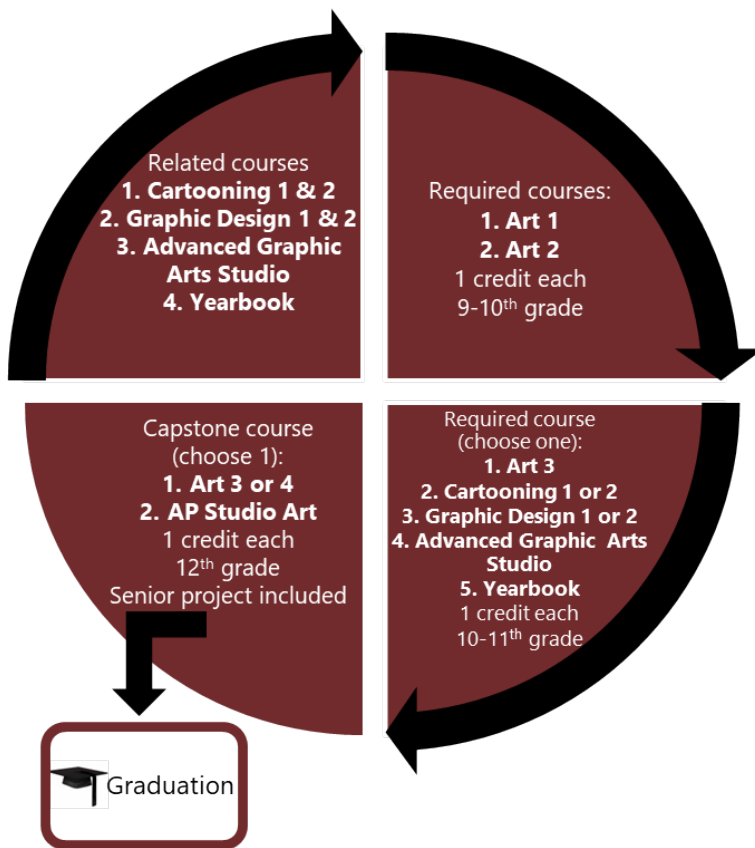 Related courses
1. Cartooning 1 & 2
2. Graphic Design 1 & 2
3. Advanced Graphic
Arts Studio
4. Yearbook
Required courses:
1. Art 1
2. Art 2
1 credit each
9-10th grade
Capstone course
(choose 1):
1. Art 3 or 4
2. AP Studio Art
1 credit each
12th grade
Senior project included
Required course
(choose one):
1. Art 3
2. Cartooning 1 or 2
3. Graphic Design 1 or 2
4. Advanced Graphic Arts
Studio
5. Yearbook
1 credit each
10-11th grade
Graduation